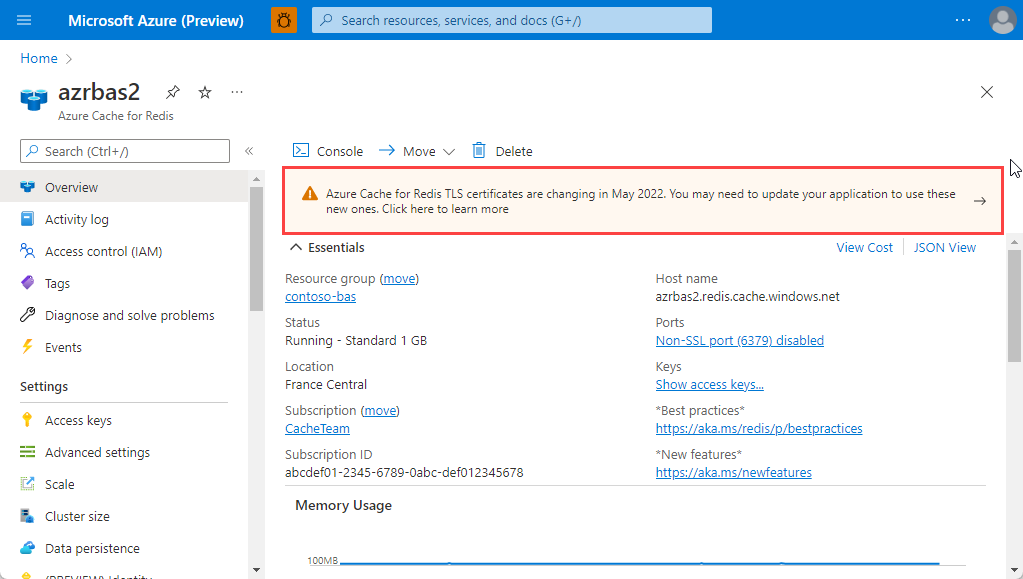 Microsoft Azure (Preview)
Search resources, services, and docs (G+/)
Home
azrbas2
Azure Cache for Redis
Search (Ctrl+/)
Overview
Activity log
Access control (IAM)
Tags
Diagnose and solve problems
Events
Settings
Access keys
Advanced settings
Scale
Cluster size
Data persistence
(PREVIEW) Identity
Console
Move
Delete
Azure Cache for Redis TLS certificates are changing in May 2022. You may need to update your application to use these
new ones. Click here to learn more
Essentials
View Cost
JSON View
Resource group (move)
contoso-bas
Status
Running - Standard 1 GB
Location
France Central
Subscription (move)
CacheTeam
Subscription ID
abcdef01-2345-6789-0abc-def012345678
Host name
azrbas2.redis.cache.windows.net
Ports
Non-SSL port (6379) disabled
Keys
Show access keys...
*Best practices*
https://aka.ms/redis/p/bestpractices
*New features*
https://aka.ms/newfeatures
Memory Usage
100MB